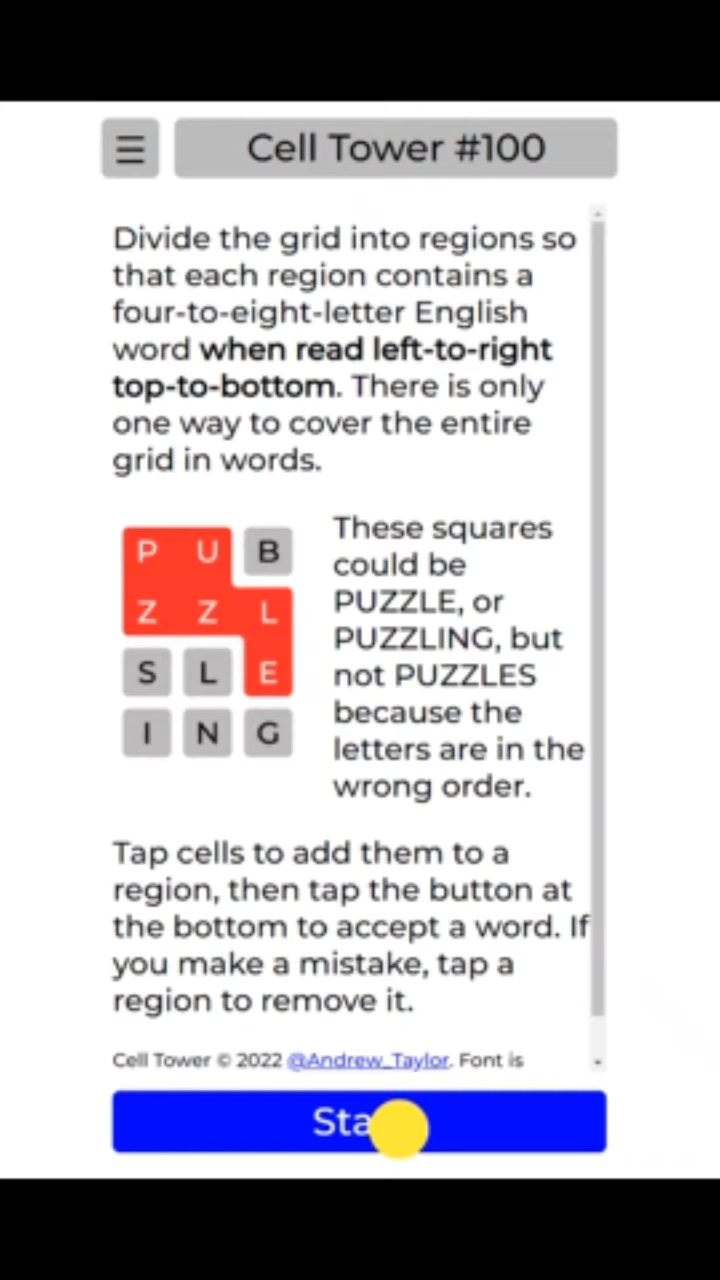 ☰ Cell Tower #100
Divide the grid into regions so
that each region contains a
four-to-eight-letter English
word when read left-to-right
top-to-bottom. There is only
one way to cover the entire
grid in words.
P U B
Z Z L
S L E
I N G
These squares
could be
PUZZLE, or
PUZZLING, but
not PUZZLES
because the
letters are in the
wrong order.
Tap cells to add them to a
region, then tap the button at
the bottom to accept a word. If
you make a mistake, tap a
region to remove it.
Cell Tower © 2022 @Andrew_Taylor. Font is